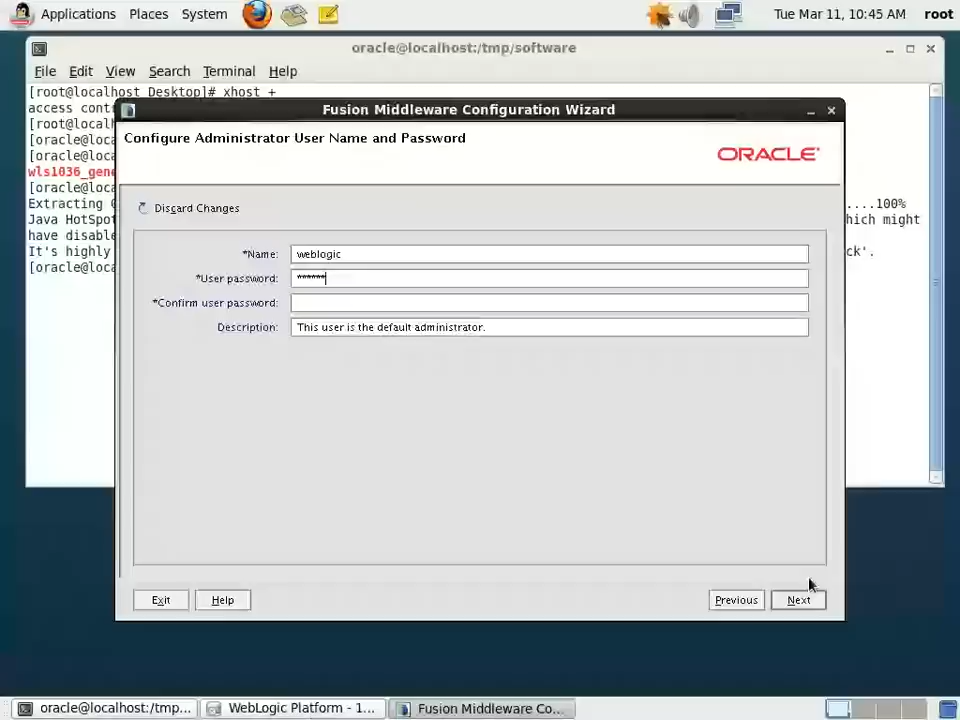 Applications Places System Tue Mar 11, 10:45 AM root
oracle@localhost:/tmp/software
File Edit View Search Terminal Help
[root@localhost Desktop]# xhost +
access cont
[root@localh
[oracle@loca
[oracle@loca
wls1036_gene
[oracle@loca
Extracting ....100%
Java HotSpot hich might
have disable
It's highly ck'.
[oracle@loca
Fusion Middleware Configuration Wizard
Configure Administrator User Name and Password
ORACLE
Discard Changes
*Name: weblogic
*User password: ******
*Confirm user password:
Description: This user is the default administrator.
Exit Help Previous Next
oracle@localhost:/tmp... WebLogic Platform - 1... Fusion Middleware Co...